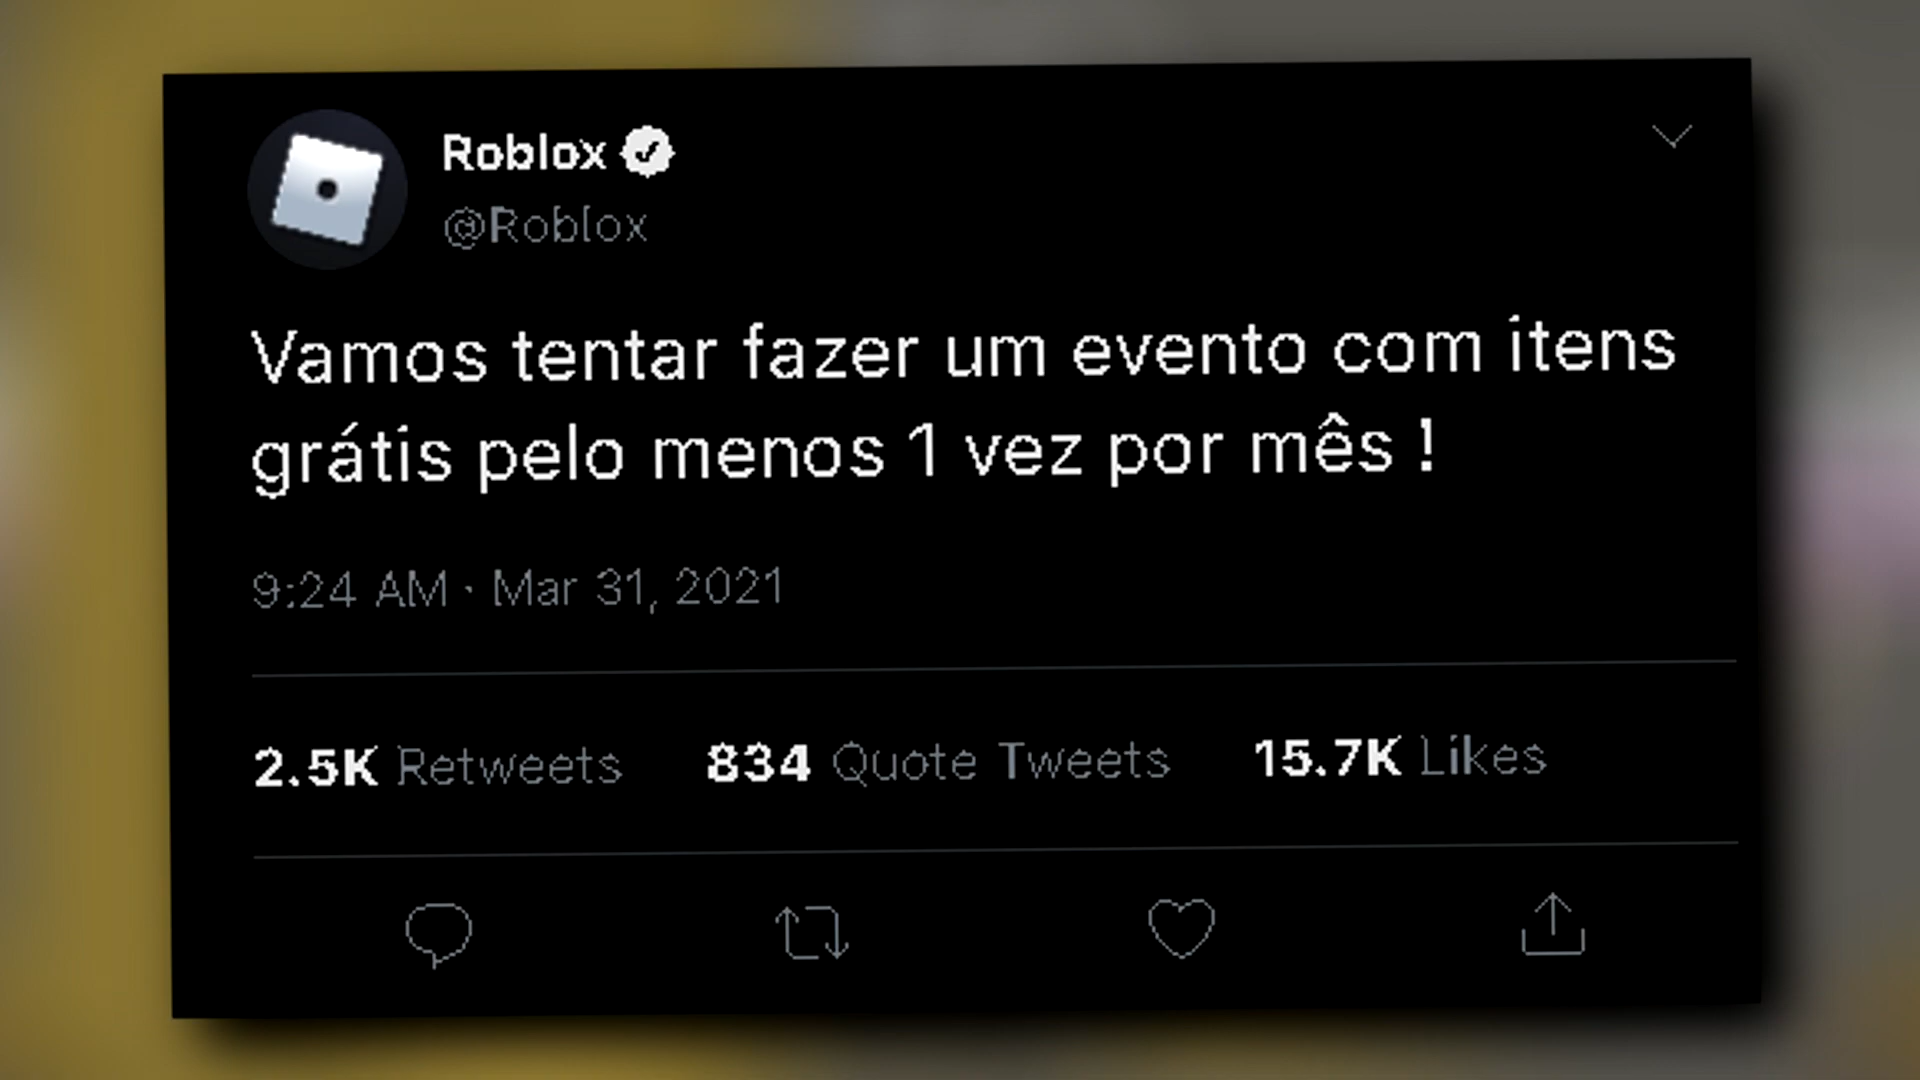 Roblox
@Roblox
Vamos tentar fazer um evento com itens
grátis pelo menos 1 vez por mês !
9:24 AM · Mar 31, 2021
2.5K Retweets 834 Quote Tweets 15.7K Likes